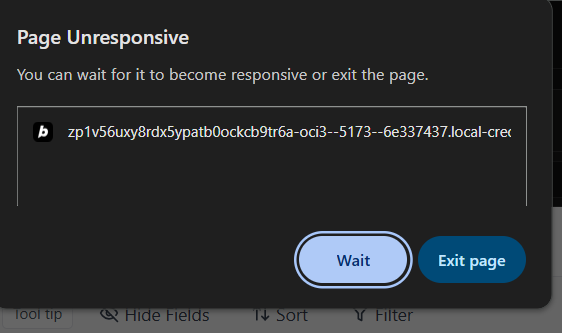 Page Unresponsive
You can wait for it to become responsive or exit the page.
b zp1v56uxy8rdx5ypatb0ockcb9tr6a-oci3--5173--6e337437.local-cred
Wait Exit page
Tool tip Hide Fields Sort Filter